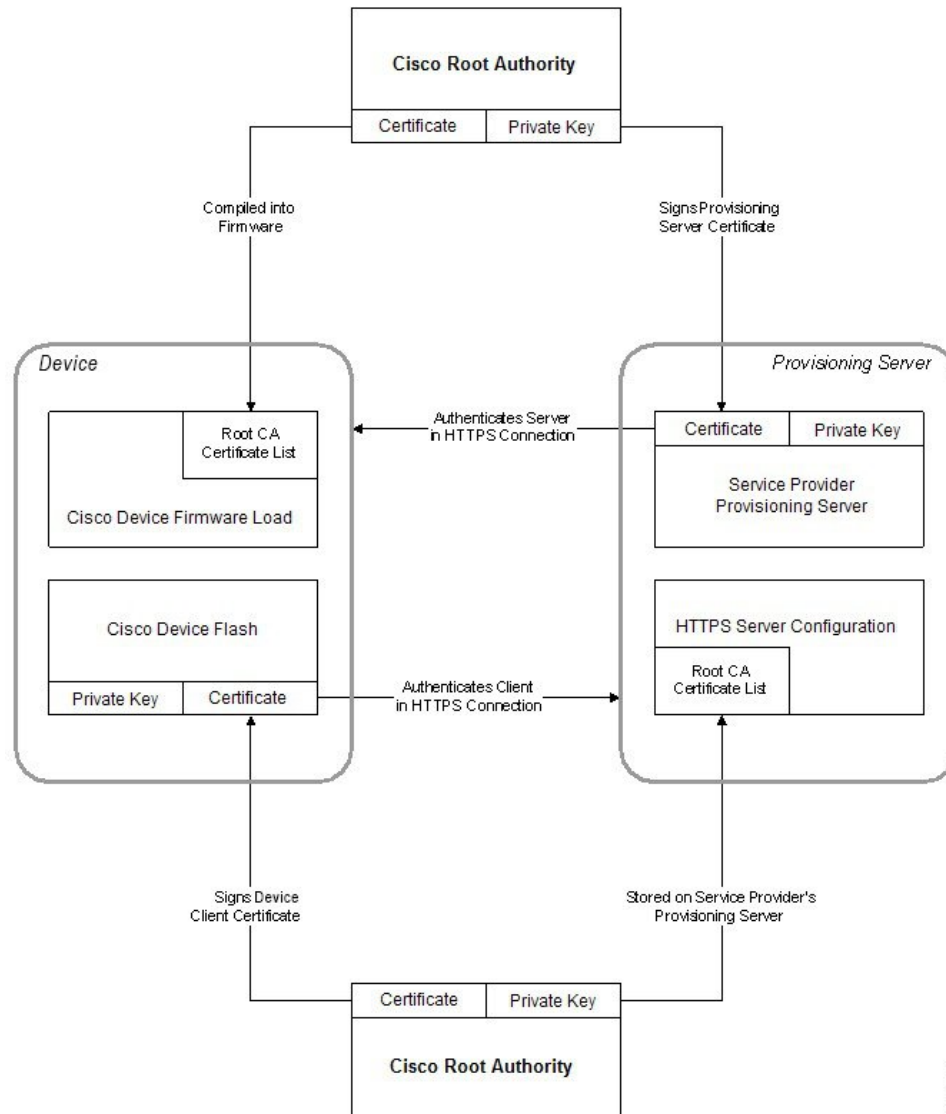 Cisco Root Authority
Certificate
Private Key
Compiled into
Firmware
Signs Provisioning
Server Certificate
Device
Provisioning Server
Root CA
Certificate List
Cisco Device Firmware Load
Authenticates Server
in HTTPS Connection
Certificate
Private Key
Service Provider
Provisioning Server
Cisco Device Flash
Private Key
Certificate
Authenticates Client
in HTTPS Connection
HTTPS Server Configuration
Root CA
Certificate List
Signs Device
Client Certificate
Stored on Service Provider's
Provisioning Server
Certificate
Private Key
Cisco Root Authority